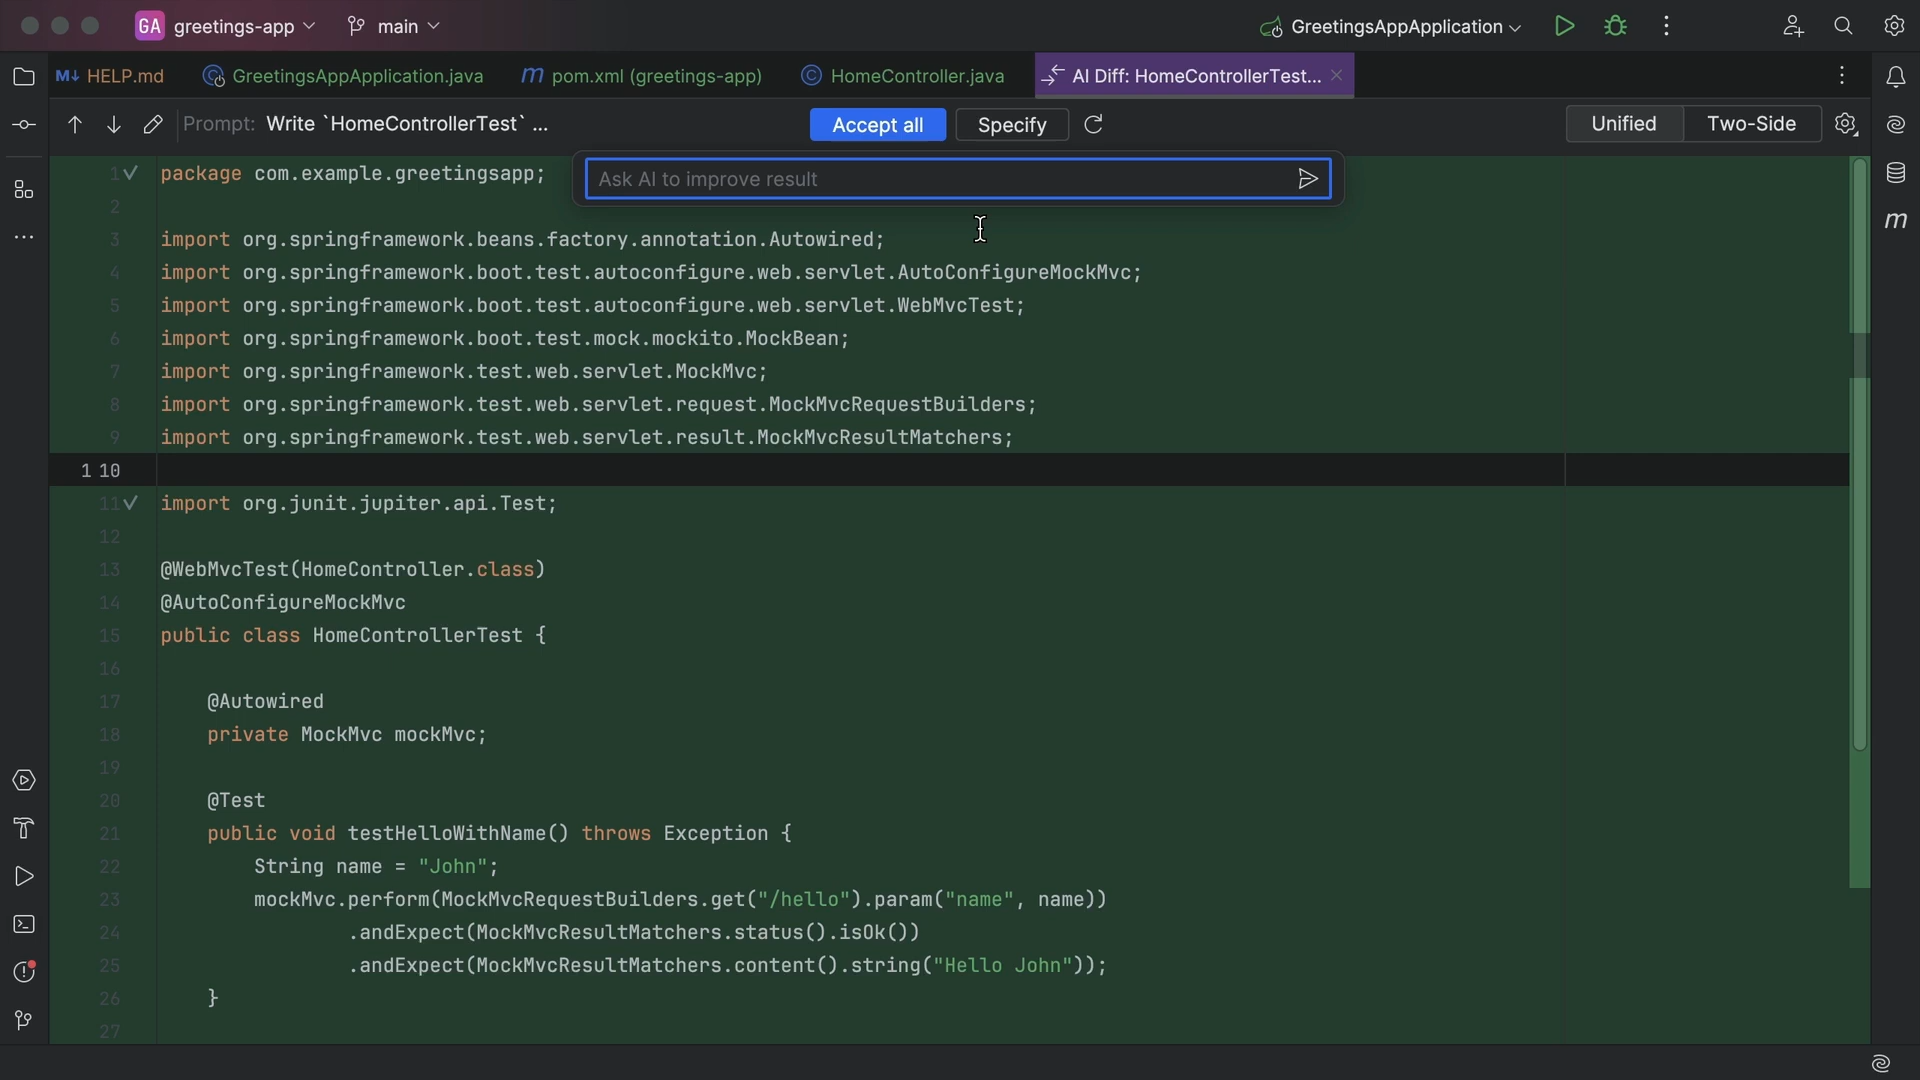 GA greetings-app main GreetingsAppApplication
M↓ HELP.md GreetingsAppApplication.java m pom.xml (greetings-app) HomeController.java AI Diff: HomeControllerTest...
Prompt: Write `HomeControllerTest` ... Accept all Specify Unified Two-Side
Ask AI to improve result
1 package com.example.greetingsapp;
2
3 import org.springframework.beans.factory.annotation.Autowired;
4 import org.springframework.boot.test.autoconfigure.web.servlet.AutoConfigureMockMvc;
5 import org.springframework.boot.test.autoconfigure.web.servlet.WebMvcTest;
6 import org.springframework.boot.test.mock.mockito.MockBean;
7 import org.springframework.test.web.servlet.MockMvc;
8 import org.springframework.test.web.servlet.request.MockMvcRequestBuilders;
9 import org.springframework.test.web.servlet.result.MockMvcResultMatchers;
1 10
11 import org.junit.jupiter.api.Test;
12
13 @WebMvcTest(HomeController.class)
14 @AutoConfigureMockMvc
15 public class HomeControllerTest {
16
17 @Autowired
18 private MockMvc mockMvc;
19
20 @Test
21 public void testHelloWithName() throws Exception {
22 String name = "John";
23 mockMvc.perform(MockMvcRequestBuilders.get("/hello").param("name", name))
24 .andExpect(MockMvcResultMatchers.status().isOk())
25 .andExpect(MockMvcResultMatchers.content().string("Hello John"));
26 }
27
m